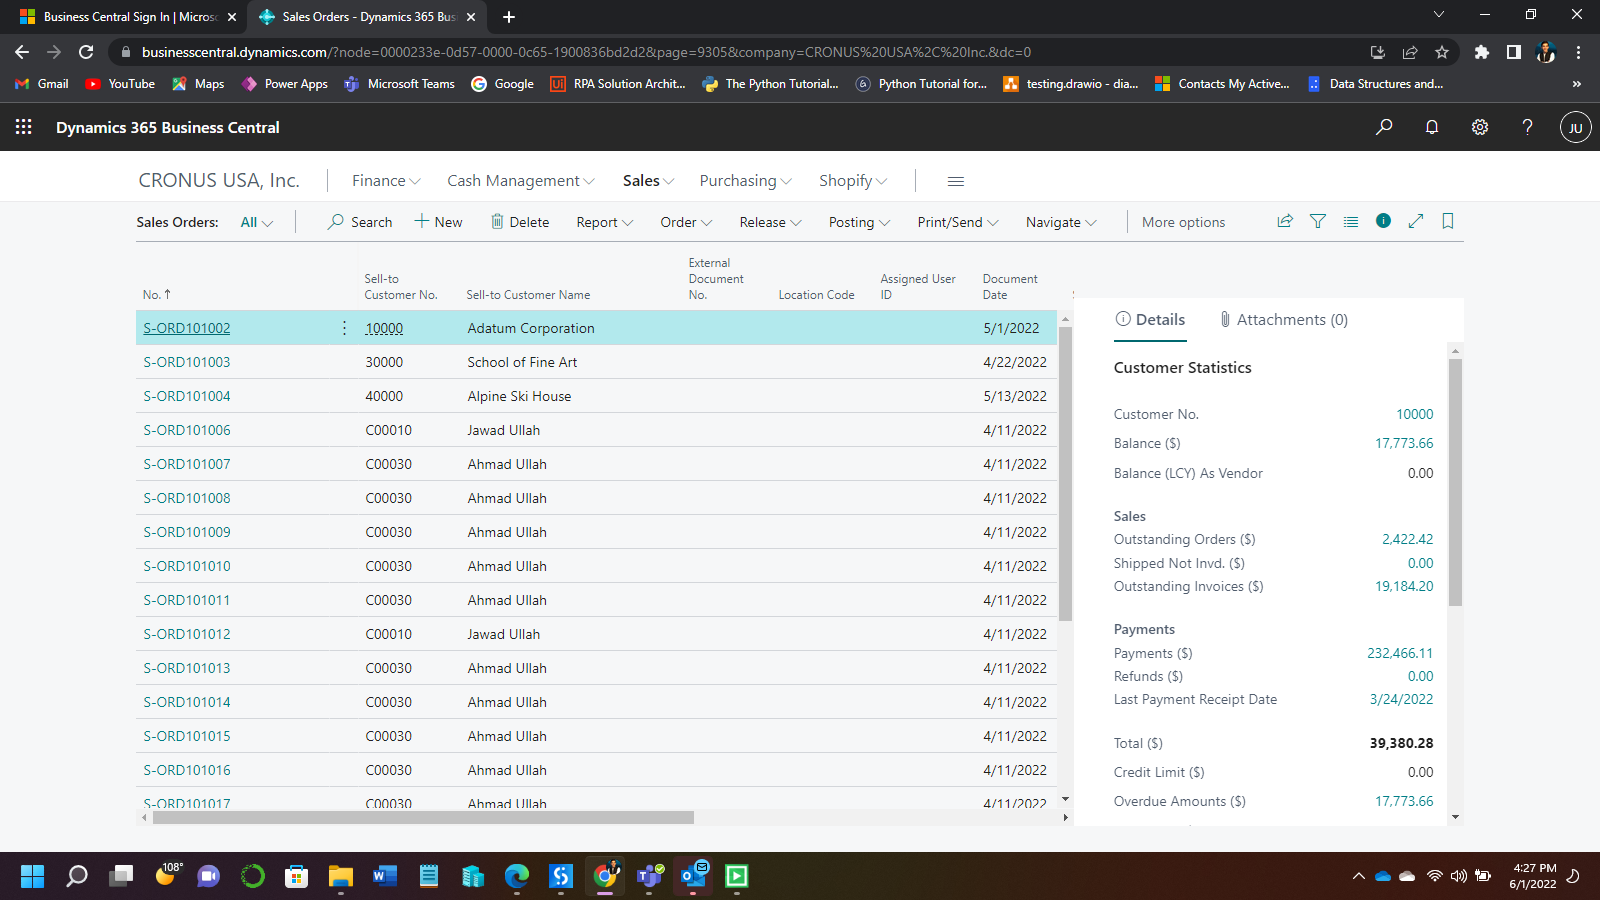 Business Central Sign In | Micros
Sales Orders - Dynamics 365 Bus
businesscentral.dynamics.com/?node=0000233e-0d57-0000-0c65-1900836bd2d2&page=9305&company=CRONUS%20USA%2C%20Inc.&dc=0
Gmail YouTube Maps Power Apps Microsoft Teams Google RPA Solution Archit... The Python Tutorial... Python Tutorial for... testing.drawio - dia... Contacts My Active... Data Structures and... »
Dynamics 365 Business Central
JU
CRONUS USA, Inc. Finance Cash Management Sales Purchasing Shopify
Sales Orders: All Search New Delete Report Order Release Posting Print/Send Navigate More options
No. ↑ Sell-to Customer No. Sell-to Customer Name External Document No. Location Code Assigned User ID Document Date
S-ORD101002 10000 Adatum Corporation 5/1/2022
S-ORD101003 30000 School of Fine Art 4/22/2022
S-ORD101004 40000 Alpine Ski House 5/13/2022
S-ORD101006 C00010 Jawad Ullah 4/11/2022
S-ORD101007 C00030 Ahmad Ullah 4/11/2022
S-ORD101008 C00030 Ahmad Ullah 4/11/2022
S-ORD101009 C00030 Ahmad Ullah 4/11/2022
S-ORD101010 C00030 Ahmad Ullah 4/11/2022
S-ORD101011 C00030 Ahmad Ullah 4/11/2022
S-ORD101012 C00010 Jawad Ullah 4/11/2022
S-ORD101013 C00030 Ahmad Ullah 4/11/2022
S-ORD101014 C00030 Ahmad Ullah 4/11/2022
S-ORD101015 C00030 Ahmad Ullah 4/11/2022
S-ORD101016 C00030 Ahmad Ullah 4/11/2022
S-ORD101017 C00030 Ahmad Ullah 4/11/2022
Details Attachments (0)
Customer Statistics
Customer No. 10000
Balance ($) 17,773.66
Balance (LCY) As Vendor 0.00
Sales
Outstanding Orders ($) 2,422.42
Shipped Not Invd. ($) 0.00
Outstanding Invoices ($) 19,184.20
Payments
Payments ($) 232,466.11
Refunds ($) 0.00
Last Payment Receipt Date 3/24/2022
Total ($) 39,380.28
Credit Limit ($) 0.00
Overdue Amounts ($) 17,773.66
108°
4:27 PM
6/1/2022